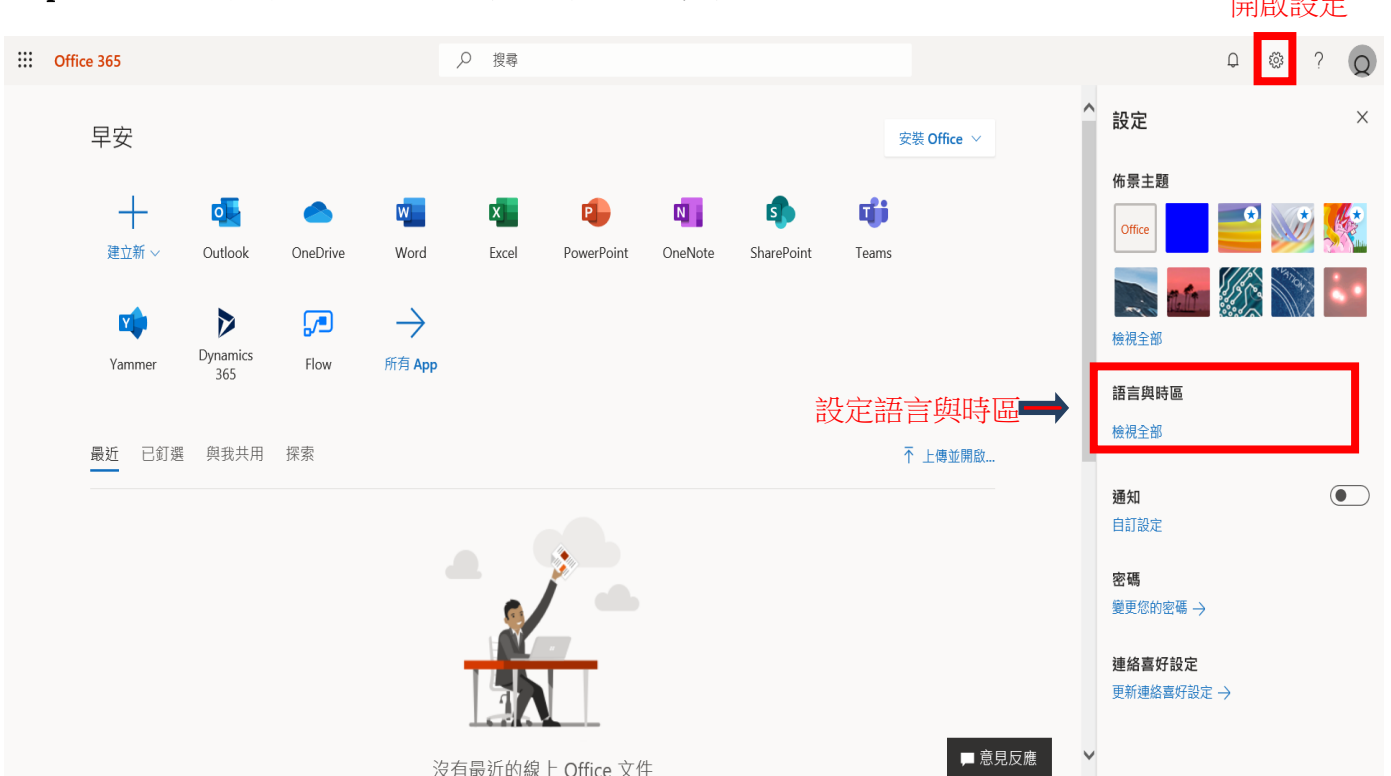 開啟設定
Office 365
搜尋
?
早安
安裝 Office
設定
佈景主題
Office
建立新
Outlook
OneDrive
Word
Excel
PowerPoint
OneNote
SharePoint
Teams
Yammer
Dynamics
365
Flow
所有 App
檢視全部
語言與時區
檢視全部
設定語言與時區
最近 已釘選 與我共用 探索
上傳並開啟...
通知
自訂設定
密碼
變更您的密碼 →
連絡喜好設定
更新連絡喜好設定 →
意見反應
沒有最近的線上 Office 文件